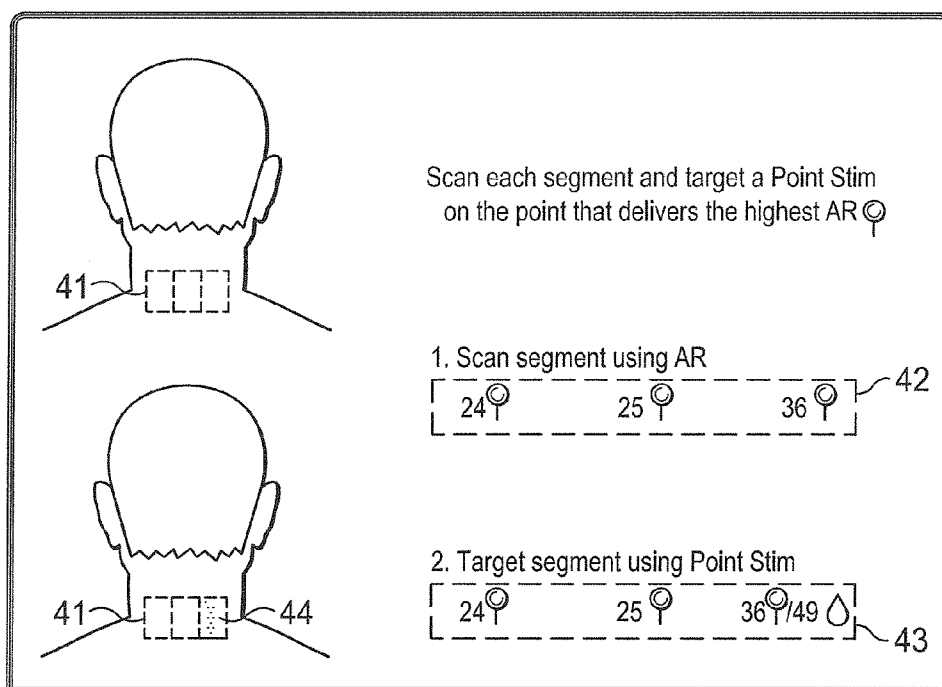 Scan each segment and target a Point Stim
on the point that delivers the highest AR
41
1. Scan segment using AR
24 25 36
42
2. Target segment using Point Stim
24 25 36 /49
41
44
43